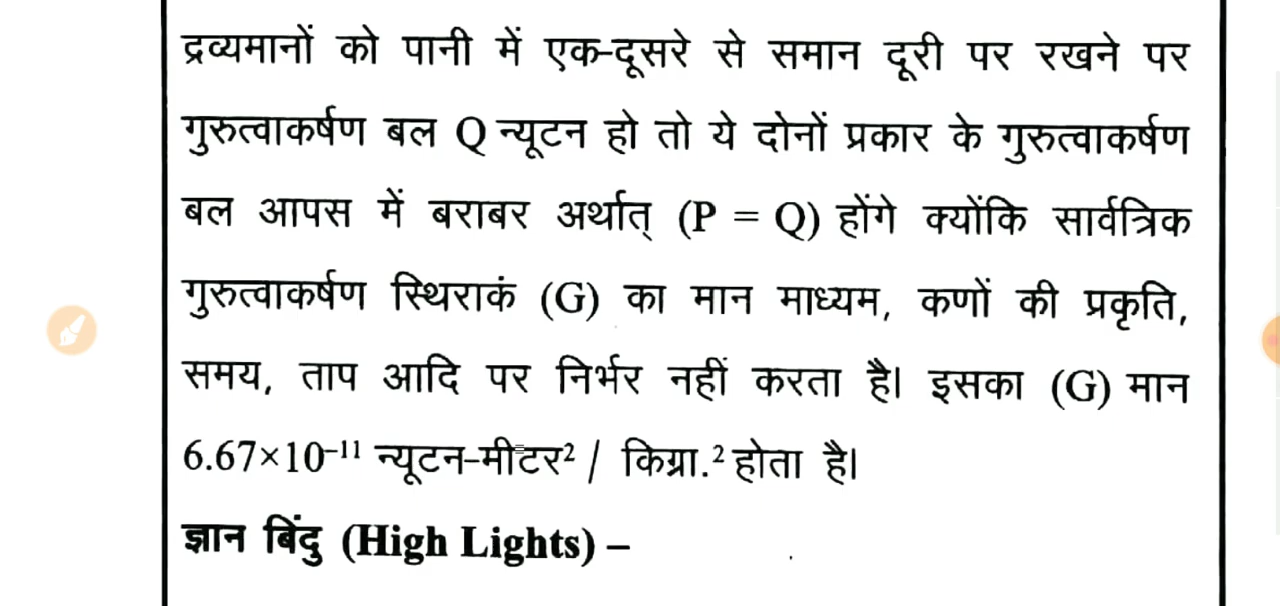 द्रव्यमानों को पानी में एक-दूसरे से समान दूरी पर रखने पर
गुरुत्वाकर्षण बल Q न्यूटन हो तो ये दोनों प्रकार के गुरुत्वाकर्षण
बल आपस में बराबर अर्थात् (P = Q) होंगे क्योंकि सार्वत्रिक
गुरुत्वाकर्षण स्थिराकं (G) का मान माध्यम, कणों की प्रकृति,
समय, ताप आदि पर निर्भर नहीं करता है। इसका (G) मान
6.67×10⁻¹¹ न्यूटन-मीटर² / किग्रा.² होता है।
ज्ञान बिंदु (High Lights) –